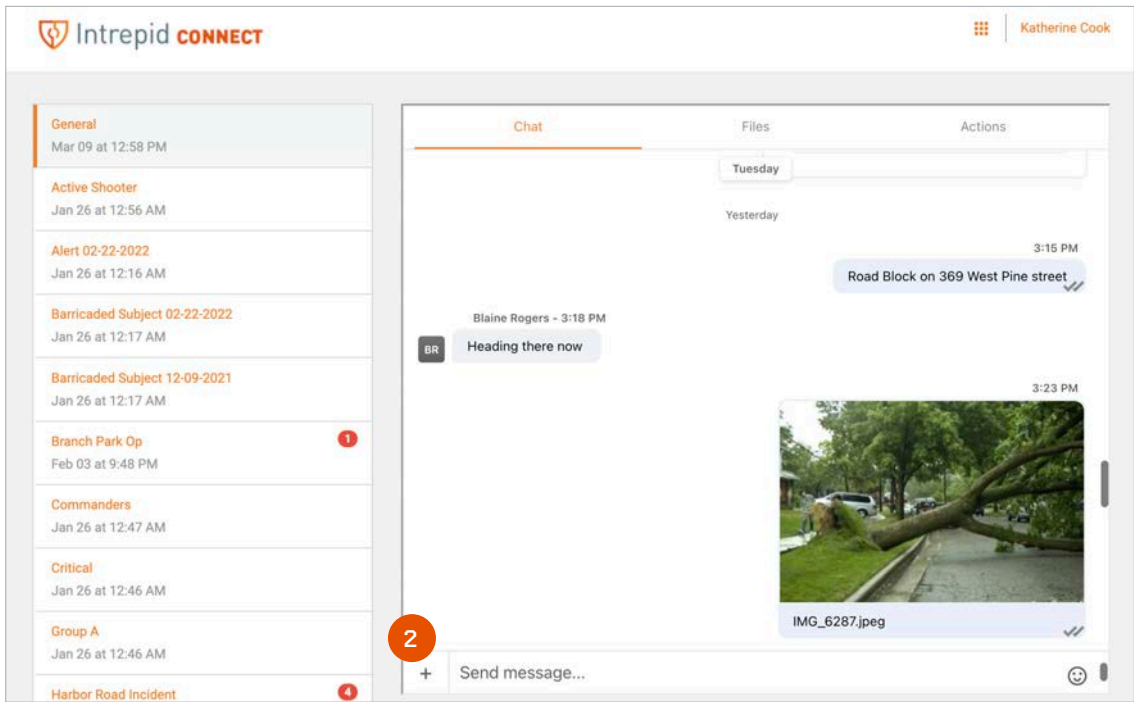 Intrepid CONNECT
Katherine Cook
General
Mar 09 at 12:58 PM
Active Shooter
Jan 26 at 12:56 AM
Alert 02-22-2022
Jan 26 at 12:16 AM
Barricaded Subject 02-22-2022
Jan 26 at 12:17 AM
Barricaded Subject 12-09-2021
Jan 26 at 12:17 AM
Branch Park Op
1
Feb 03 at 9:48 PM
Commanders
Jan 26 at 12:47 AM
Critical
Jan 26 at 12:46 AM
Group A
Jan 26 at 12:46 AM
Harbor Road Incident
4
Chat
Files
Actions
Tuesday
Yesterday
3:15 PM
Road Block on 369 West Pine street
Blaine Rogers - 3:18 PM
BR
Heading there now
3:23 PM
IMG_6287.jpeg
2
+
Send message...